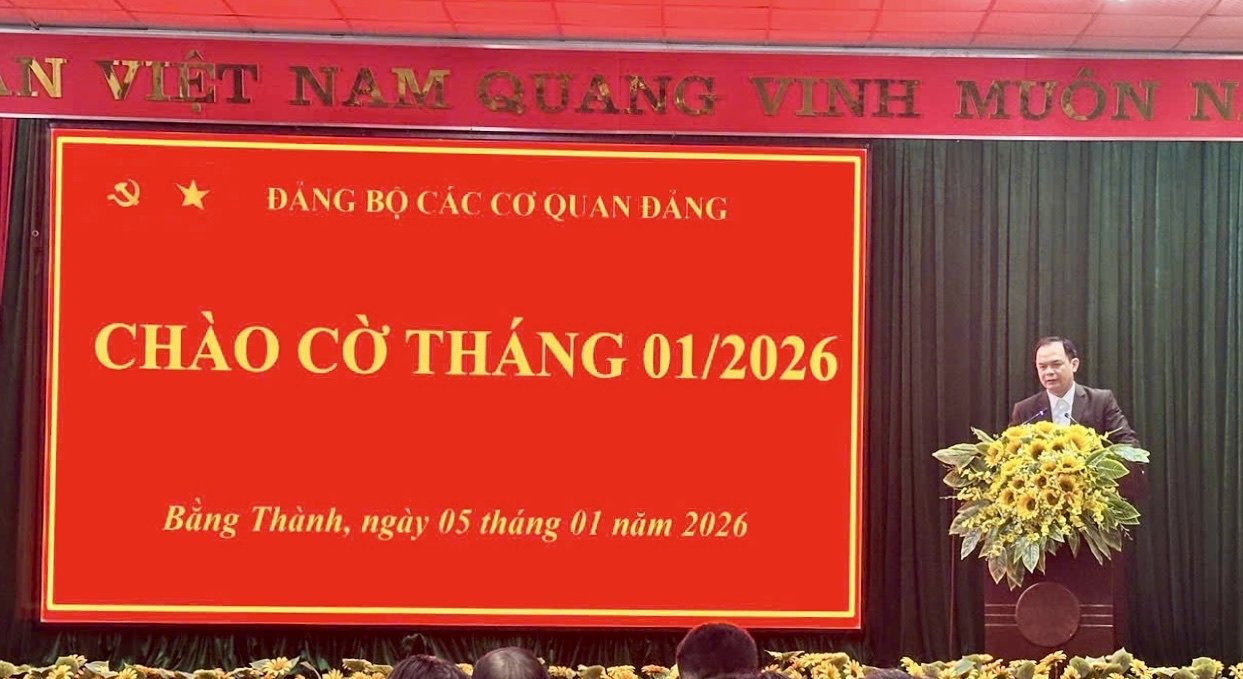 VIỆT NAM QUANG VINH MUÔN
ĐẢNG BỘ CÁC CƠ QUAN ĐẢNG
CHÀO CỜ THÁNG 01/2026
Bằng Thành, ngày 05 tháng 01 năm 2026